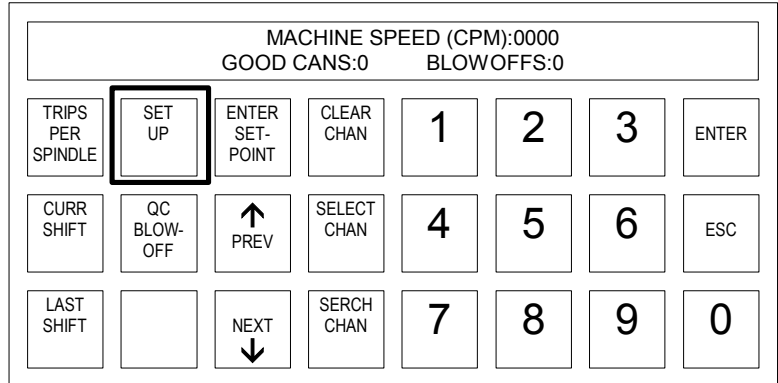 MACHINE SPEED (CPM):0000
GOOD CANS:0 BLOWOFFS:0
TRIPS
PER
SPINDLE
SET
UP
ENTER
SET-
POINT
CLEAR
CHAN
1
2
3
ENTER
CURR
SHIFT
QC
BLOW-
OFF
↑
PREV
SELECT
CHAN
4
5
6
ESC
LAST
SHIFT
NEXT
↓
SERCH
CHAN
7
8
9
0